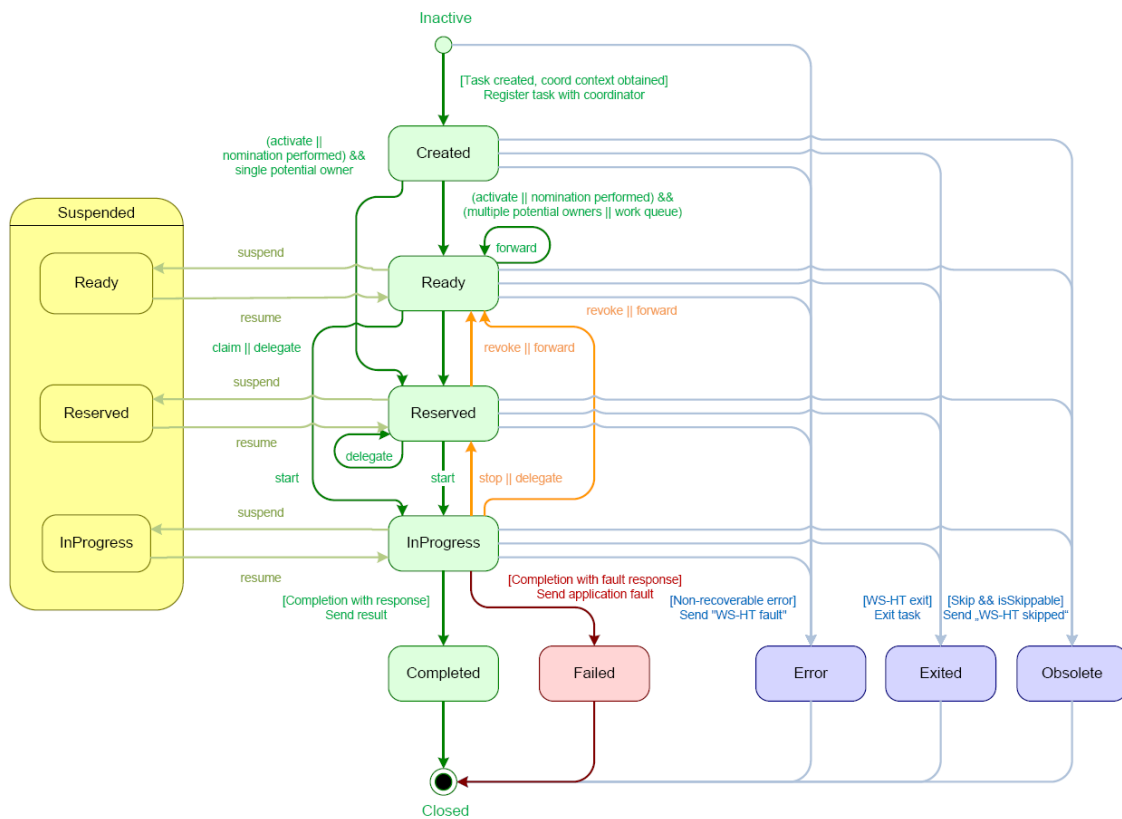 Inactive
[Task created, coord context obtained]
Register task with coordinator
(activate ||
nomination performed) &&
single potential owner
Created
(activate || nomination performed) &&
(multiple potential owners || work queue)
Suspended
suspend
forward
Ready
Ready
resume
revoke || forward
claim || delegate
revoke || forward
suspend
Reserved
Reserved
resume
delegate
start
start
stop || delegate
suspend
InProgress
InProgress
resume
[Completion with fault response]
Send application fault
[Completion with response]
Send result
[Non-recoverable error]
Send "WS-HT fault"
[WS-HT exit]
Exit task
[Skip && isSkippable]
Send „WS-HT skipped“
Completed
Failed
Error
Exited
Obsolete
Closed